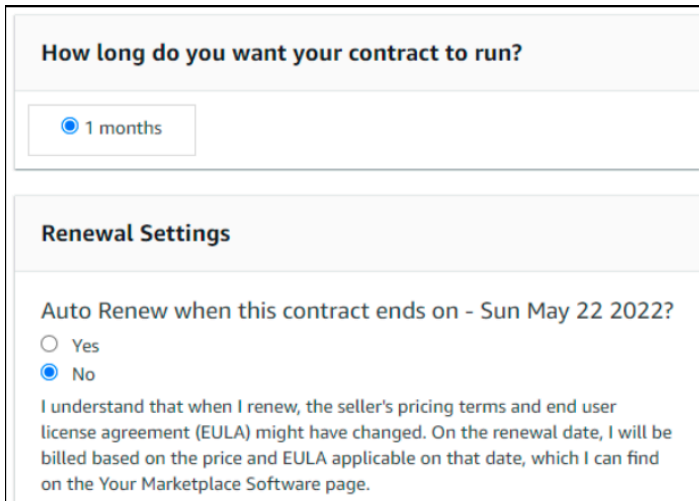 How long do you want your contract to run?
1 months
Renewal Settings
Auto Renew when this contract ends on - Sun May 22 2022?
Yes
No
I understand that when I renew, the seller's pricing terms and end user
license agreement (EULA) might have changed. On the renewal date, I will be
billed based on the price and EULA applicable on that date, which I can find
on the Your Marketplace Software page.